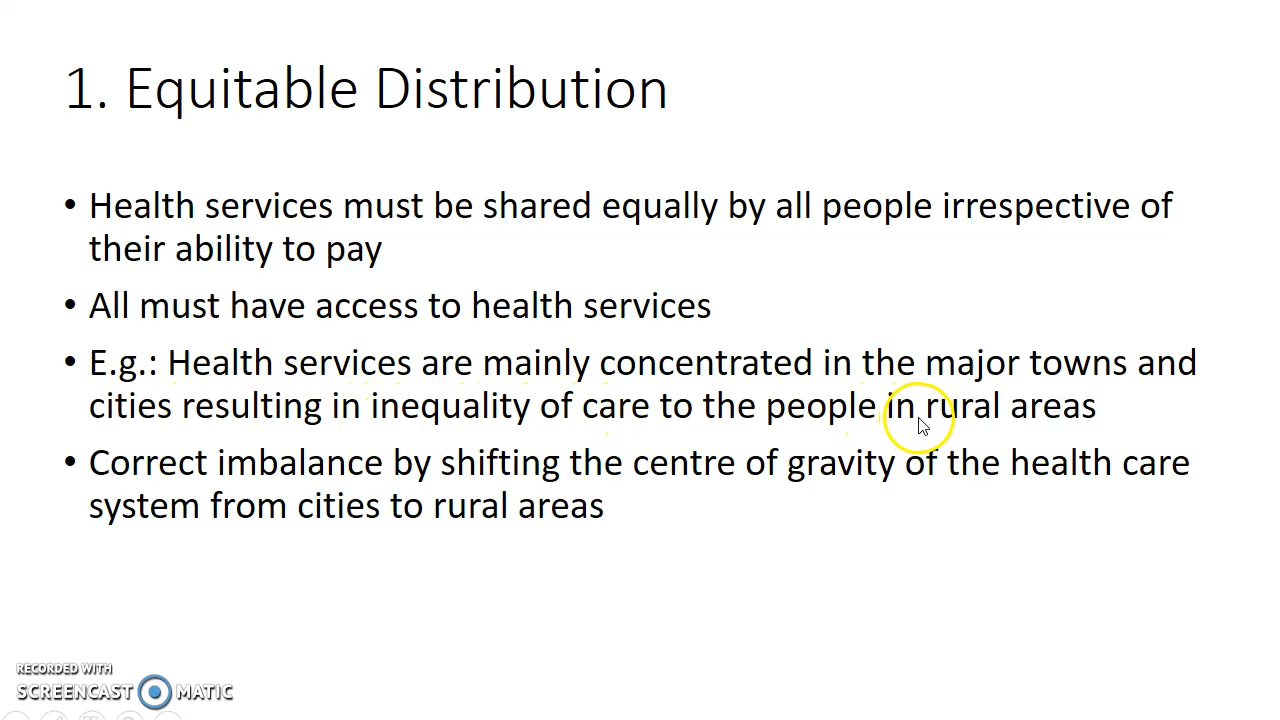 1. Equitable Distribution
• Health services must be shared equally by all people irrespective of
their ability to pay
• All must have access to health services
• E.g.: Health services are mainly concentrated in the major towns and
cities resulting in inequality of care to the people in rural areas
• Correct imbalance by shifting the centre of gravity of the health care
system from cities to rural areas
RECORDED WITH
SCREENCAST MATIC